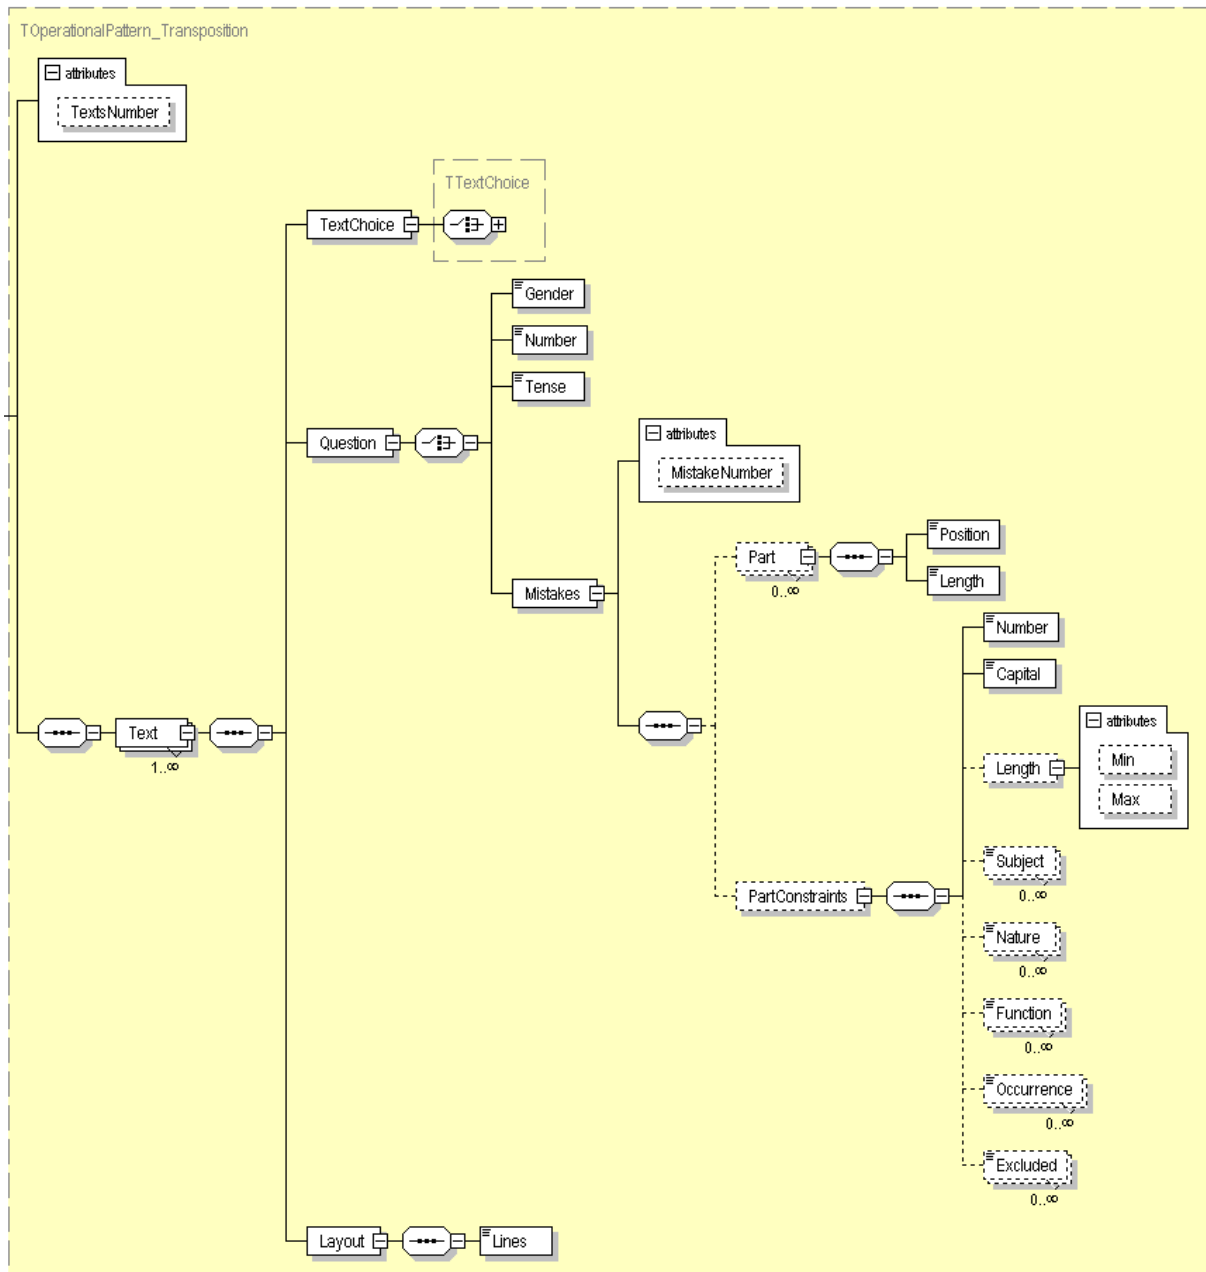 TOperationalPattern_Transposition
attributes
TextsNumber
TTextChoice
TextChoice
Gender
Number
Tense
Question
attributes
MistakeNumber
Part
0..∞
Position
Length
Mistakes
Number
Capital
attributes
Min
Max
Length
Text
1..∞
Subject
0..∞
PartConstraints
Nature
0..∞
Function
0..∞
Occurrence
0..∞
Excluded
0..∞
Layout
Lines